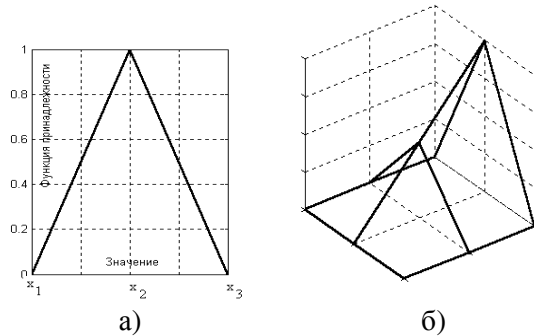 1
0.8
0.6
0.4
0.2
0
Функция принадлежности
Значение
x1 x2 x3
а) б)